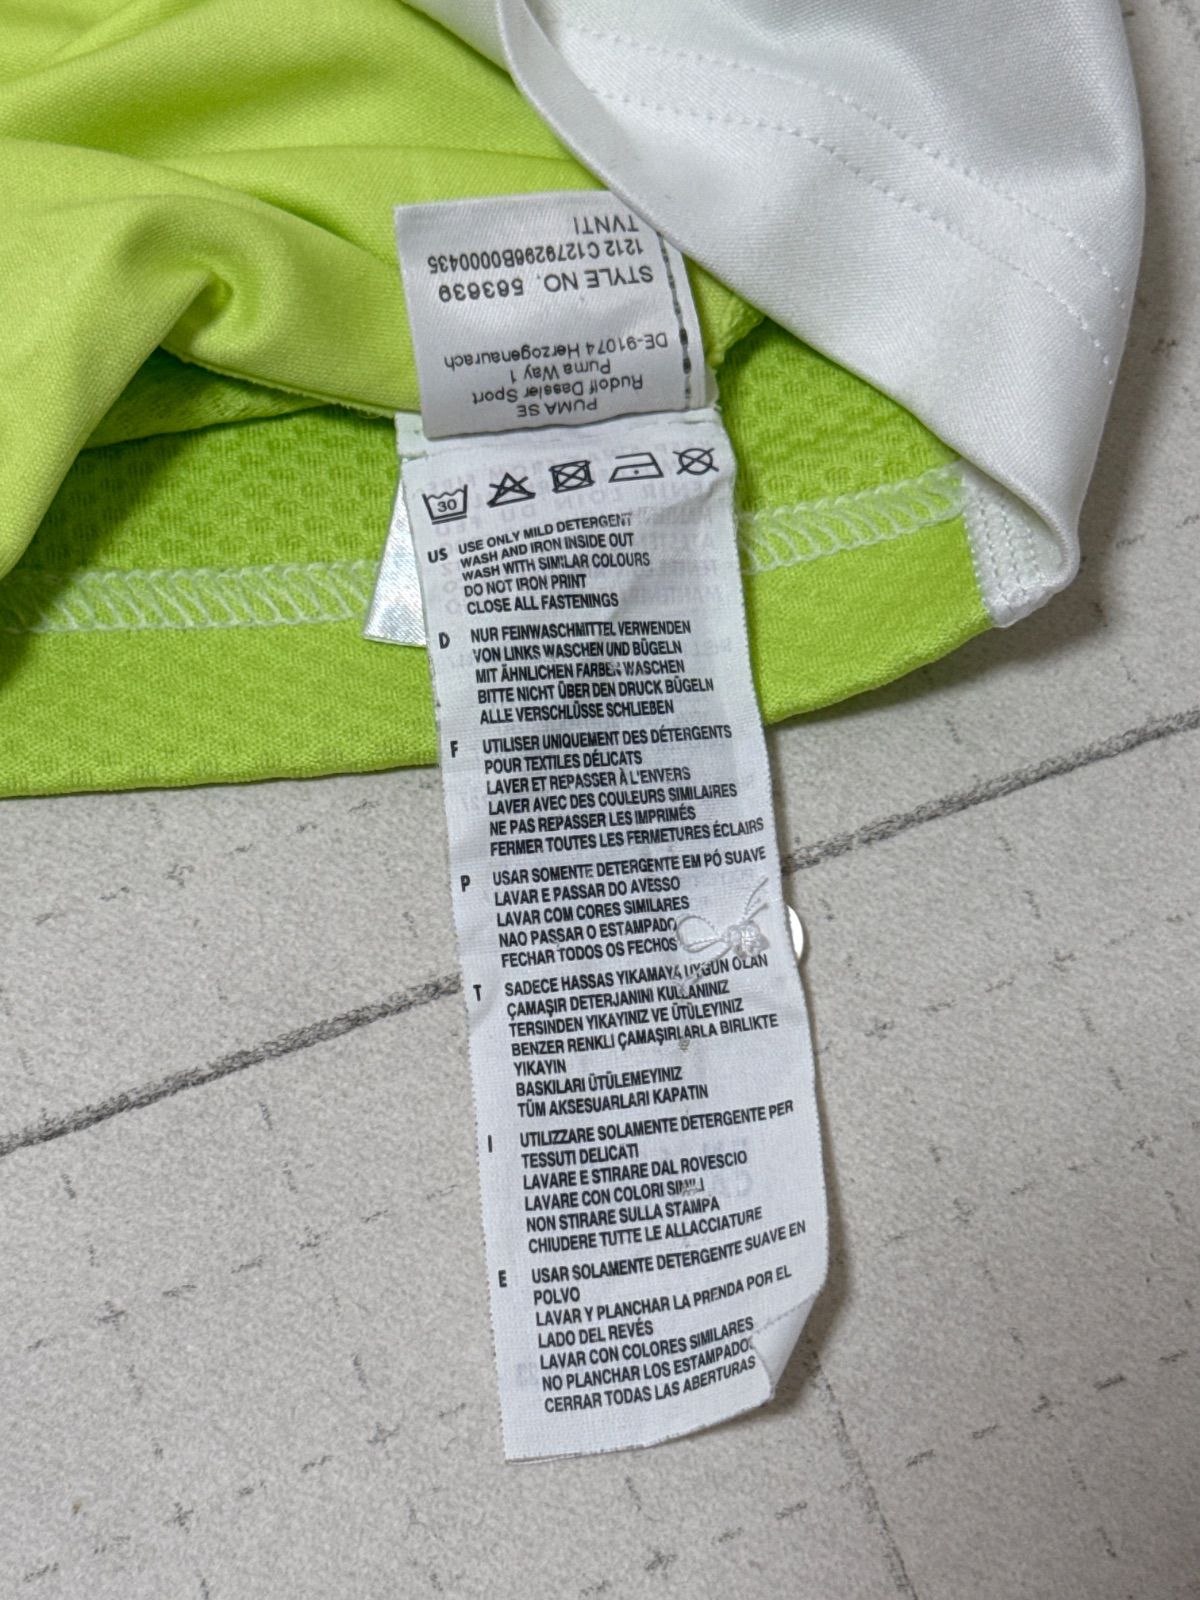 PUMA SE
Rudolf Dassler Sport
Puma Way 1
DE-91074 Herzogenaurach
STYLE NO. 563639
1212 C1279296B0000435
TVNTI
30
US USE ONLY MILD DETERGENT
WASH AND IRON INSIDE OUT
WASH WITH SIMILAR COLOURS
DO NOT IRON PRINT
CLOSE ALL FASTENINGS
D NUR FEINWASCHMITTEL VERWENDEN
VON LINKS WASCHEN UND BÜGELN
MIT ÄHNLICHEN FARBEN WASCHEN
BITTE NICHT ÜBER DEN DRUCK BÜGELN
ALLE VERSCHLÜSSE SCHLIEBEN
F UTILISER UNIQUEMENT DES DÉTERGENTS
POUR TEXTILES DÉLICATS
LAVER ET REPASSER À L'ENVERS
LAVER AVEC DES COULEURS SIMILAIRES
NE PAS REPASSER LES IMPRIMÉS
FERMER TOUTES LES FERMETURES ÉCLAIRS
P USAR SOMENTE DETERGENTE EM PÓ SUAVE
LAVAR E PASSAR DO AVESSO
LAVAR COM CORES SIMILARES
NAO PASSAR O ESTAMPADO
FECHAR TODOS OS FECHOS
T SADECE HASSAS YIKAMAYA UYGUN OLAN
ÇAMAŞIR DETERJANINI KULLANINIZ
TERSINDEN YIKAYINIZ VE ÜTÜLEYINIZ
BENZER RENKLI ÇAMAŞIRLARLA BIRLIKTE
YIKAYIN
BASKILARI ÜTÜLEMEYINIZ
TÜM AKSESUARLARI KAPATIN
I UTILIZZARE SOLAMENTE DETERGENTE PER
TESSUTI DELICATI
LAVARE E STIRARE DAL ROVESCIO
LAVARE CON COLORI SIMILI
NON STIRARE SULLA STAMPA
CHIUDERE TUTTE LE ALLACCIATURE
E USAR SOLAMENTE DETERGENTE SUAVE EN
POLVO
LAVAR Y PLANCHAR LA PRENDA POR EL
LADO DEL REVÉS
LAVAR CON COLORES SIMILARES
NO PLANCHAR LOS ESTAMPADOS
CERRAR TODAS LAS ABERTURAS